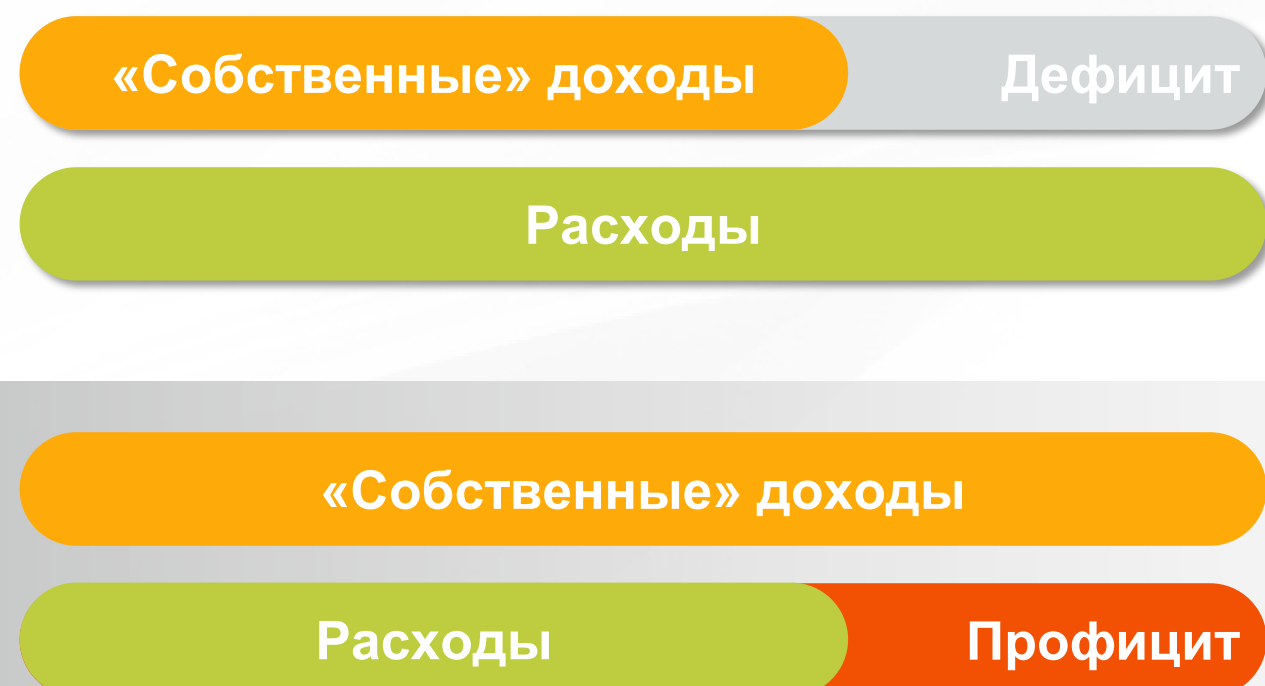 «Собственные» доходы Дефицит
Расходы
«Собственные» доходы
Расходы Профицит